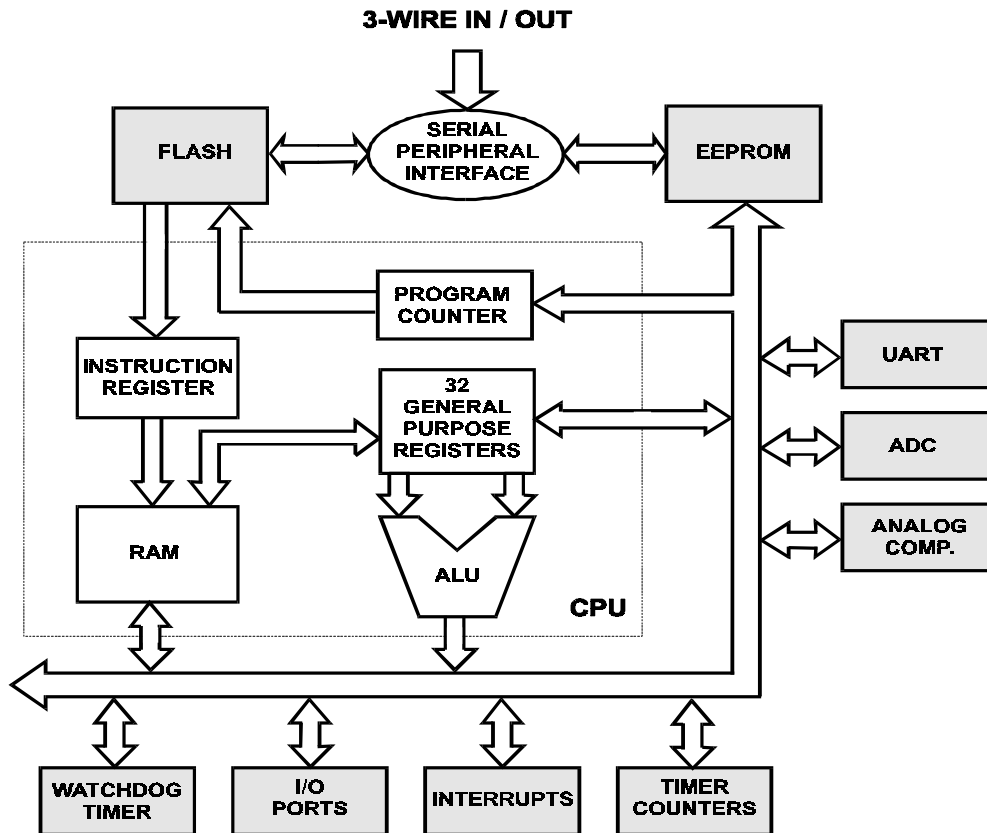 3-WIRE IN / OUT
FLASH
SERIAL
PERIPHERAL
INTERFACE
EEPROM
PROGRAM
COUNTER
INSTRUCTION
REGISTER
32
GENERAL
PURPOSE
REGISTERS
UART
ADC
RAM
ALU
ANALOG
COMP.
CPU
WATCHDOG
TIMER
I/O
PORTS
INTERRUPTS
TIMER
COUNTERS